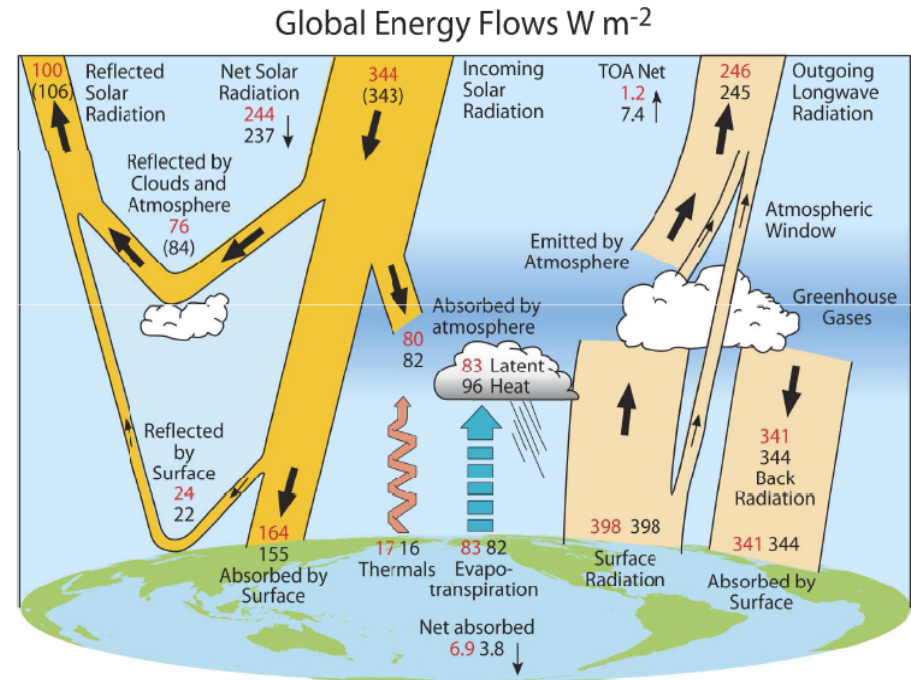 Global Energy Flows W m-2
100
(106)
Reflected
Solar
Radiation
Net Solar
Radiation
244
237
344
(343)
Incoming
Solar
Radiation
TOA Net
1.2
7.4
246
245
Outgoing
Longwave
Radiation
Reflected by
Clouds and
Atmosphere
76
(84)
Emitted by
Atmosphere
Atmospheric
Window
Greenhouse
Gases
Absorbed by
atmosphere
80
82
83 Latent
96 Heat
Reflected
by
Surface
24
22
341
344
Back
Radiation
164
155
Absorbed by
Surface
17 16
Thermals
83 82
Evapo-
transpiration
398 398
Surface
Radiation
341 344
Absorbed by
Surface
Net absorbed
6.9 3.8